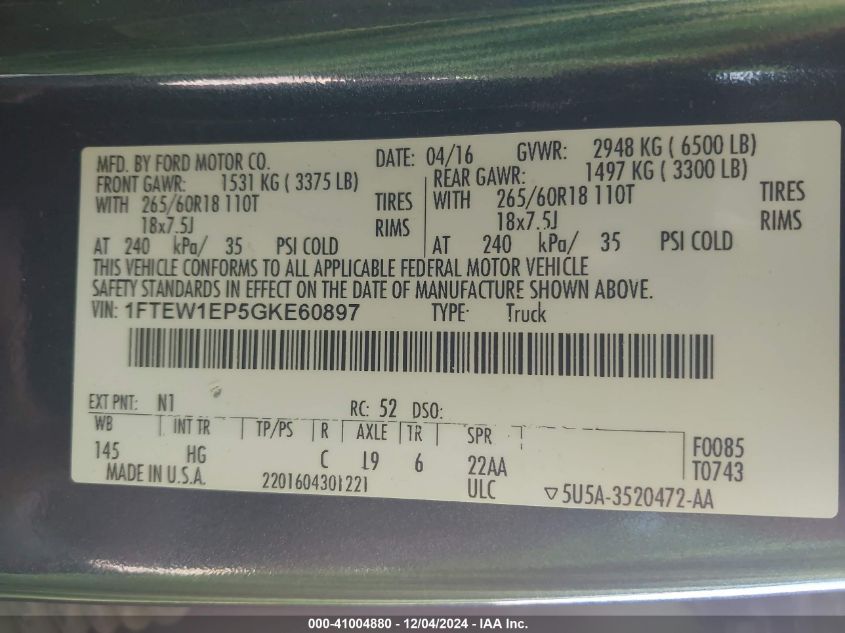 MFD. BY FORD MOTOR CO. DATE: 04/16 GVWR: 2948 KG ( 6500 LB)
FRONT GAWR: 1531 KG ( 3375 LB) REAR GAWR: 1497 KG ( 3300 LB)
WITH 265/60R18 110T TIRES WITH 265/60R18 110T TIRES
18x7.5J RIMS 18x7.5J RIMS
AT 240 kPa/ 35 PSI COLD AT 240 kPa/ 35 PSI COLD
THIS VEHICLE CONFORMS TO ALL APPLICABLE FEDERAL MOTOR VEHICLE
SAFETY STANDARDS IN EFFECT ON THE DATE OF MANUFACTURE SHOWN ABOVE.
VIN: 1FTEW1EP5GKE60897 TYPE: Truck
EXT PNT: N1 RC: 52 DSO:
WB INT TR TP/PS R AXLE TR SPR
145 HG C L9 6 22AA F0085
MADE IN U.S.A. 2201604301221 ULC T0743
▽5U5A-3520472-AA
000-41004880 - 12/04/2024 - IAA Inc.